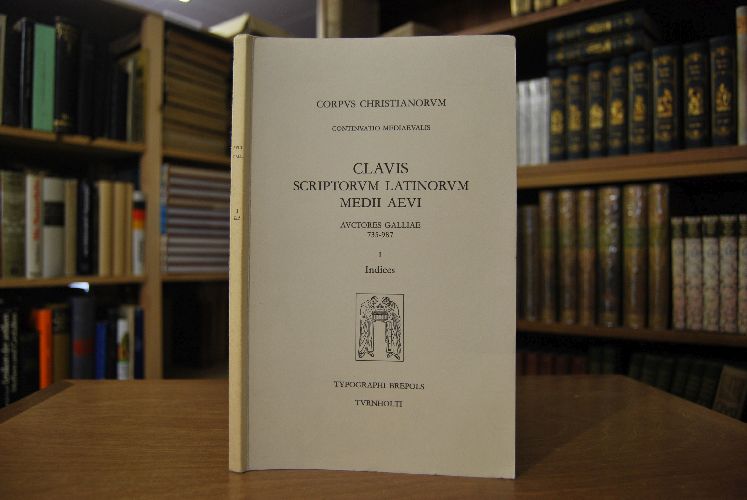 CORPVS CHRISTIANORVM
CONTINVATIO MEDIAEVALIS
CLAVIS
SCRIPTORVM LATINORVM
MEDII AEVI
AVCTORES GALLIAE
735-987
I
Indices
TYPOGRAPHI BREPOLS
TVRNHOLTI